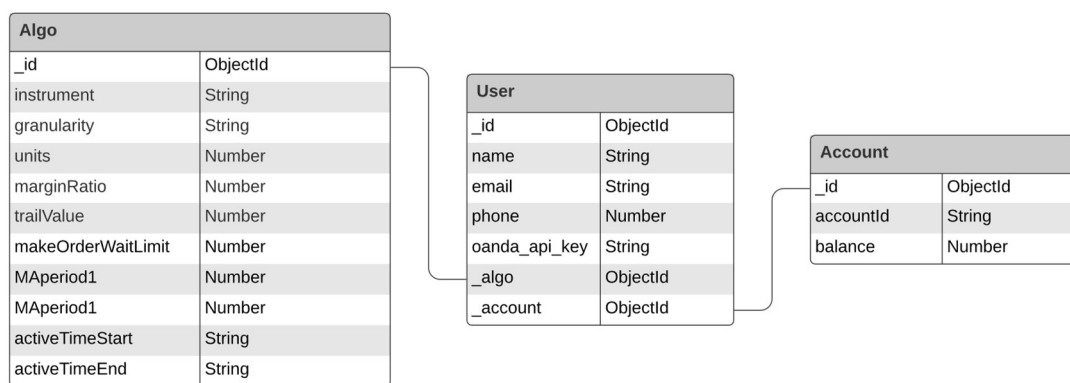 Algo
_id ObjectId
instrument String
granularity String
units Number
marginRatio Number
trailValue Number
makeOrderWaitLimit Number
MAperiod1 Number
MAperiod1 Number
activeTimeStart String
activeTimeEnd String
User
_id ObjectId
name String
email String
phone Number
oanda_api_key String
_algo ObjectId
_account ObjectId
Account
_id ObjectId
accountId String
balance Number